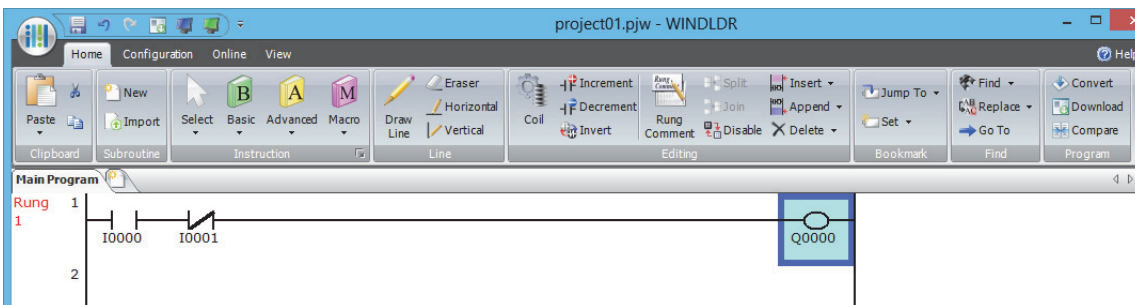 project01.pjw - WINDLDR
Home Configuration Online View Help
Paste
New
Import
Select Basic Advanced Macro
B A M
Draw Line
Eraser
Horizontal
Vertical
Coil
Increment
Decrement
Invert
Rung Comment
Split
Join
Disable
Insert
Append
Delete
Jump To
Set
Find
Replace
Go To
Convert
Download
Compare
Clipboard Subroutine Instruction Line Editing Bookmark Find Program
Main Program
Rung 1
1
I0000 I0001 Q0000
2